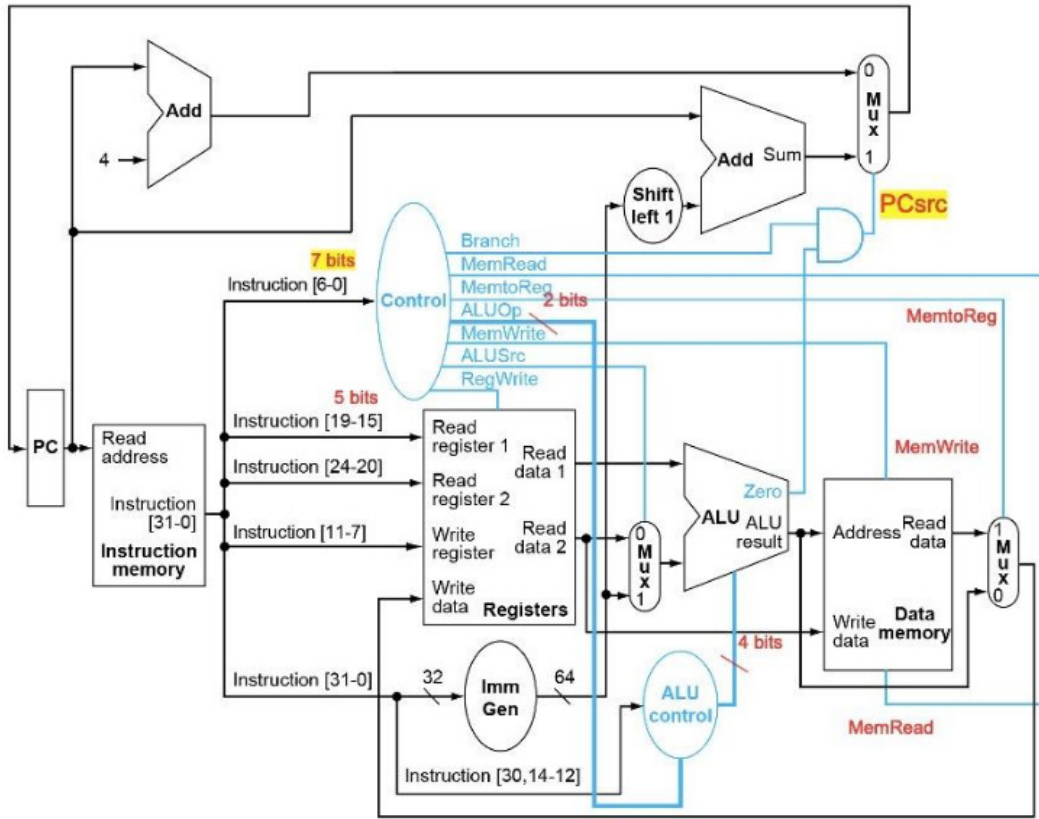 Add
4
Add Sum
0
Mux
1
Shift
left 1
PCsrc
7 bits
Instruction [6-0]
Control
Branch
MemRead
MemtoReg
ALUOp
2 bits
MemWrite
ALUSrc
RegWrite
MemtoReg
PC
Read
address
Instruction
[31-0]
Instruction
memory
5 bits
Instruction [19-15]
Instruction [24-20]
Instruction [11-7]
Read
register 1
Read
register 2
Write
register
Write
data
Read
data 1
Read
data 2
Registers
0
Mux
1
Zero
ALU
ALU
result
MemWrite
Address
Read
data
Write
data
Data
memory
1
Mux
0
Instruction [31-0]
32
Imm
Gen
64
ALU
control
4 bits
MemRead
Instruction [30,14-12]